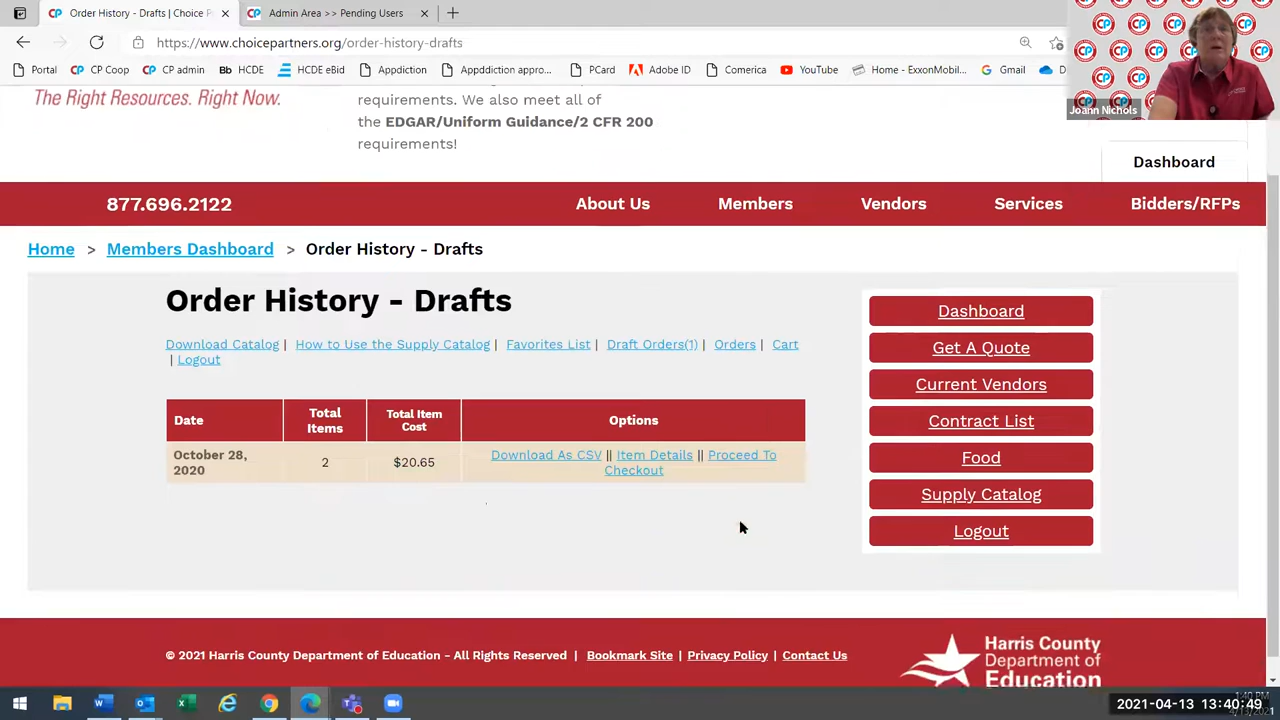 Order History - Drafts | Choice P
Admin Area >> Pending Users
https://www.choicepartners.org/order-history-drafts
Portal
CP Coop
CP admin
Bb HCDE
HCDE eBid
Appdiction
Appddiction appro...
PCard
Adobe ID
Comerica
YouTube
Home - ExxonMobil...
Gmail
Joann Nichols
The Right Resources. Right Now.
requirements. We also meet all of
the EDGAR/Uniform Guidance/2 CFR 200
requirements!
Dashboard
877.696.2122
About Us
Members
Vendors
Services
Bidders/RFPs
Home > Members Dashboard > Order History - Drafts
Order History - Drafts
Download Catalog | How to Use the Supply Catalog | Favorites List | Draft Orders(1) | Orders | Cart
| Logout
Date
Total Items
Total Item Cost
Options
October 28, 2020
2
$20.65
Download As CSV || Item Details || Proceed To
Checkout
Dashboard
Get A Quote
Current Vendors
Contract List
Food
Supply Catalog
Logout
© 2021 Harris County Department of Education - All Rights Reserved | Bookmark Site | Privacy Policy | Contact Us
Harris County
Department of
Education
2021-04-13 13:40:49